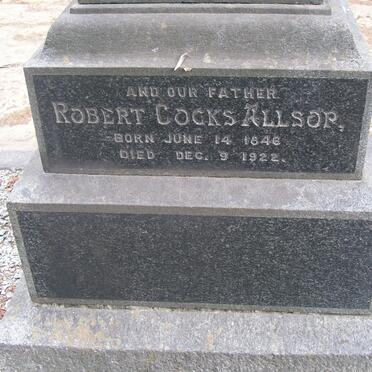 AND OUR FATHER
ROBERT COCKS ALLSOP,
BORN JUNE 14 1846
DIED DEC. 9 1922.